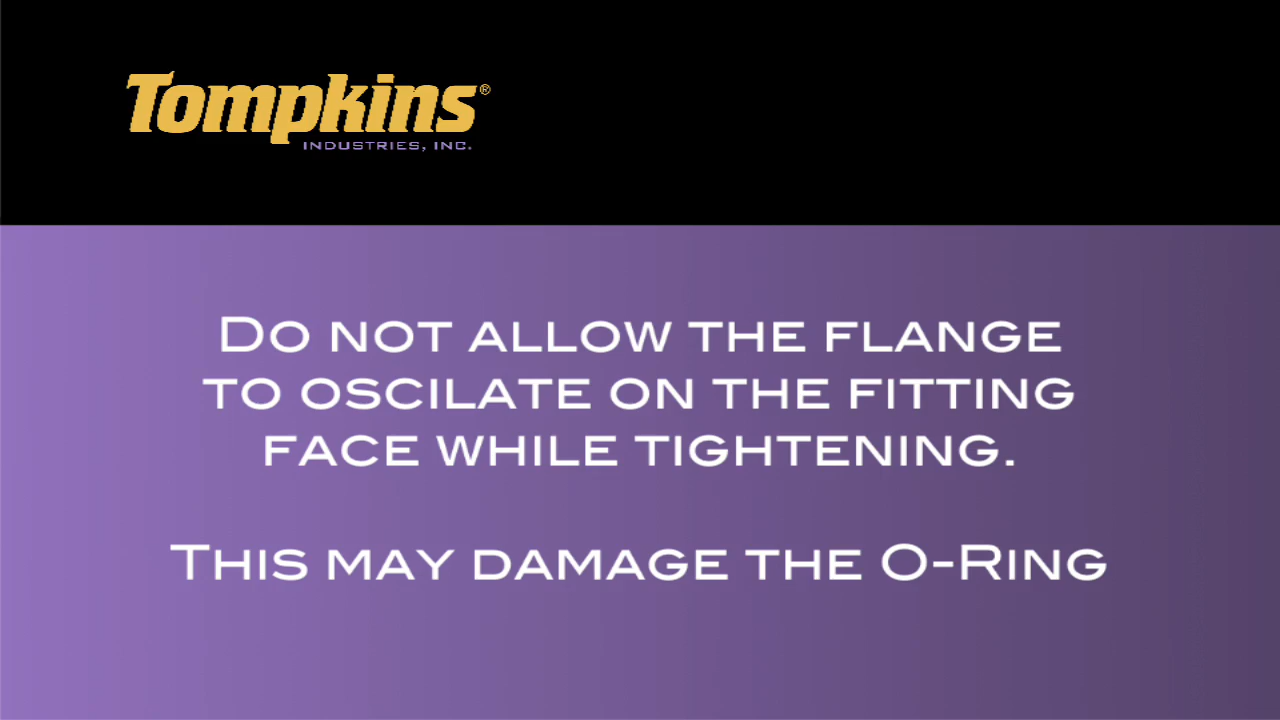 Tompkins®
INDUSTRIES, INC.
DO NOT ALLOW THE FLANGE
TO OSCILATE ON THE FITTING
FACE WHILE TIGHTENING.
THIS MAY DAMAGE THE O-RING